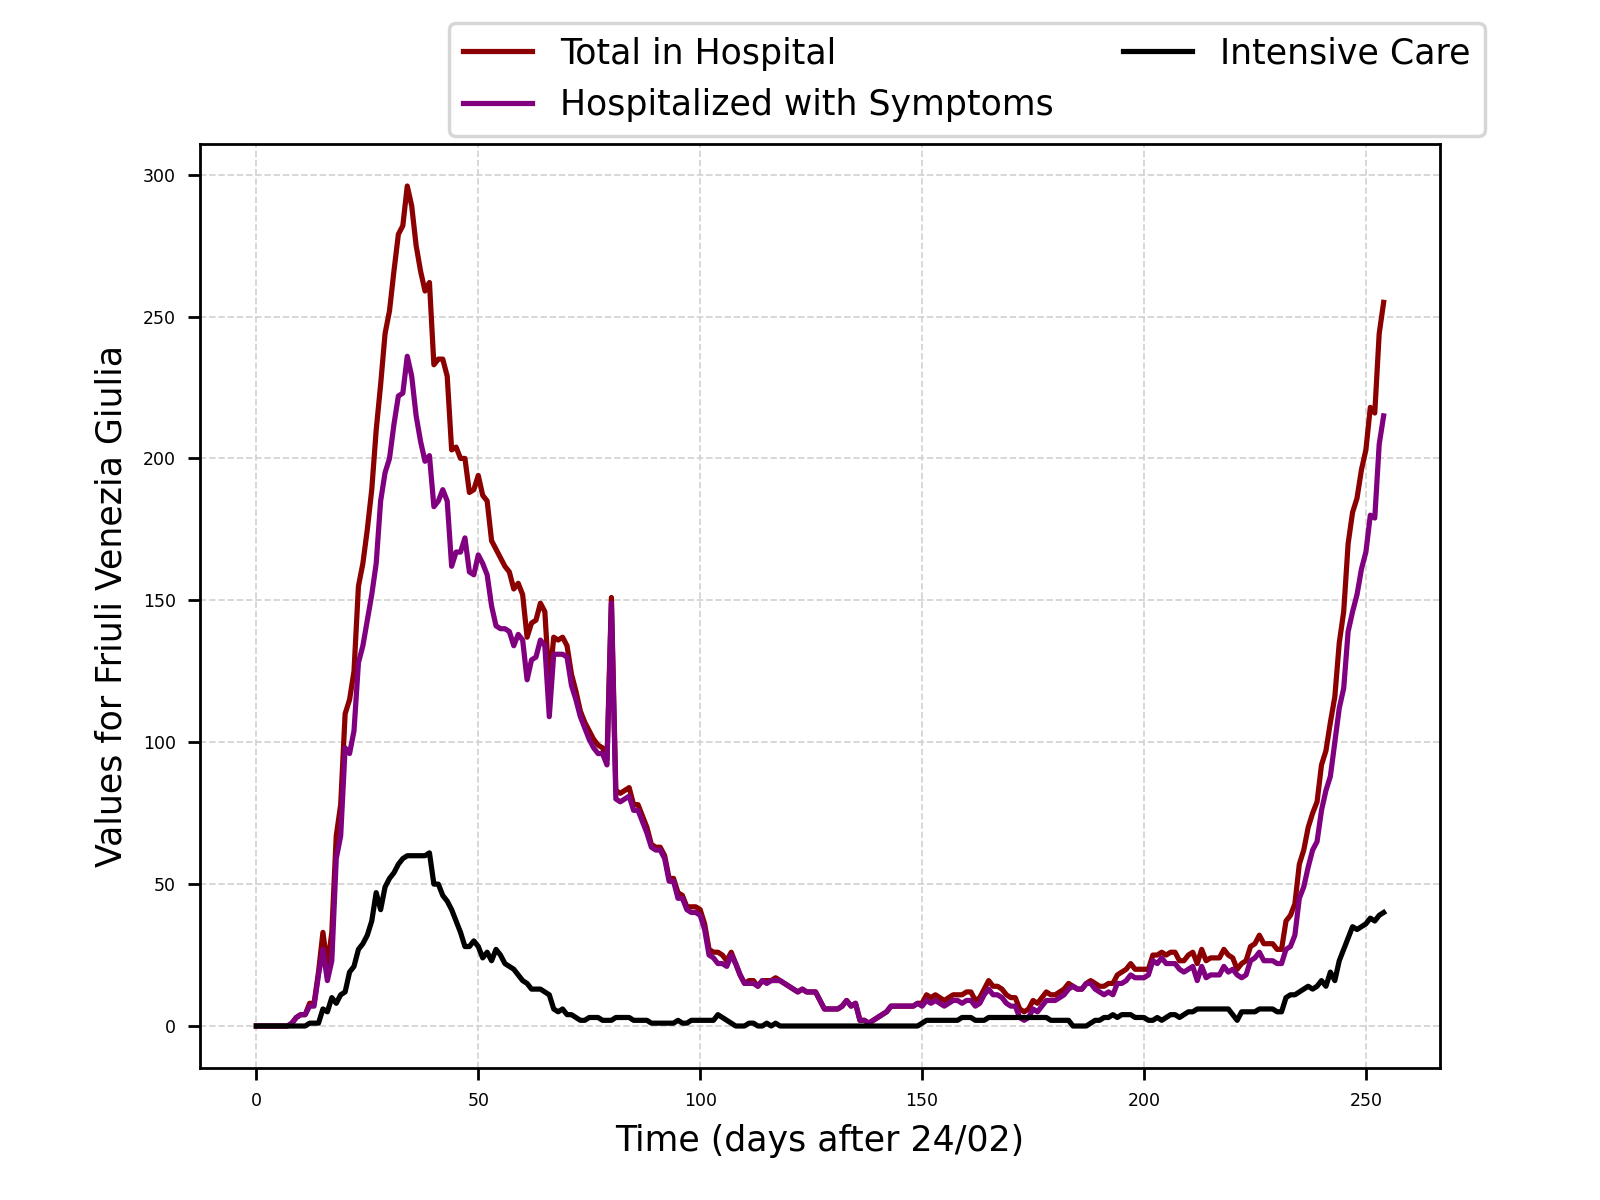 Total in Hospital
Hospitalized with Symptoms
Intensive Care
Values for Friuli Venezia Giulia
300
250
200
150
100
50
0
0 50 100 150 200 250
Time (days after 24/02)